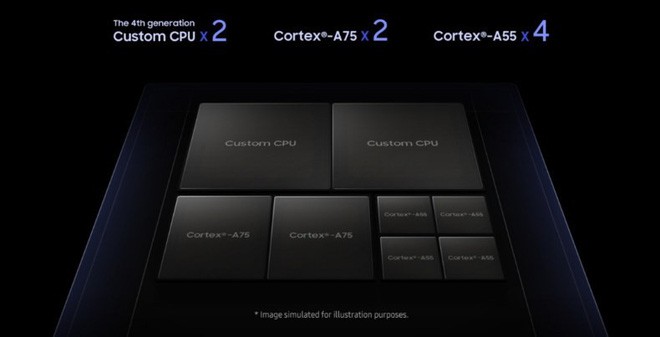 The 4th generation
Custom CPU X 2
Cortex®-A75 X 2
Cortex®-A55 X 4
Custom CPU
Custom CPU
Cortex®-A75
Cortex®-A75
Cortex®-A55
Cortex®-A55
Cortex®-A55
Cortex®-A55
* Image simulated for illustration purposes.